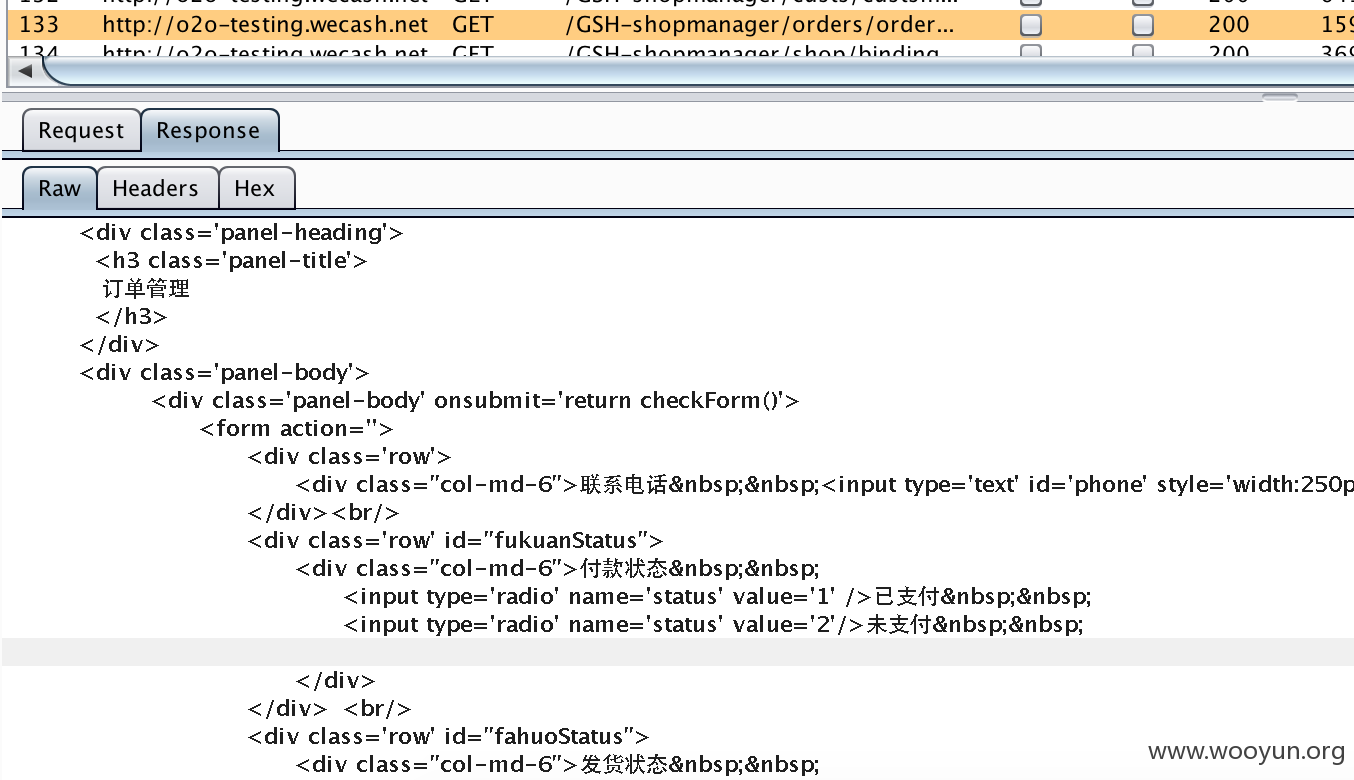 133 http://o2o-testing.wecash.net GET /GSH-shopmanager/orders/order... 200 159
134 http://o2o-testing.wecash.net GET /GSH-shopmanager/shop/binding 200 369
Request Response
Raw Headers Hex
<div class='panel-heading'>
<h3 class='panel-title'>
订单管理
</h3>
</div>
<div class='panel-body'>
<div class='panel-body' onsubmit='return checkForm()'>
<form action=''>
<div class='row'>
<div class="col-md-6">联系电话&nbsp;&nbsp;<input type='text' id='phone' style='width:250p
</div><br/>
<div class='row' id="fukuanStatus">
<div class="col-md-6">付款状态&nbsp;&nbsp;
<input type='radio' name='status' value='1' />已支付&nbsp;&nbsp;
<input type='radio' name='status' value='2'/>未支付&nbsp;&nbsp;
</div>
</div> <br/>
<div class='row' id="fahuoStatus">
<div class="col-md-6">发货状态&nbsp;&nbsp;
www.wooyun.org